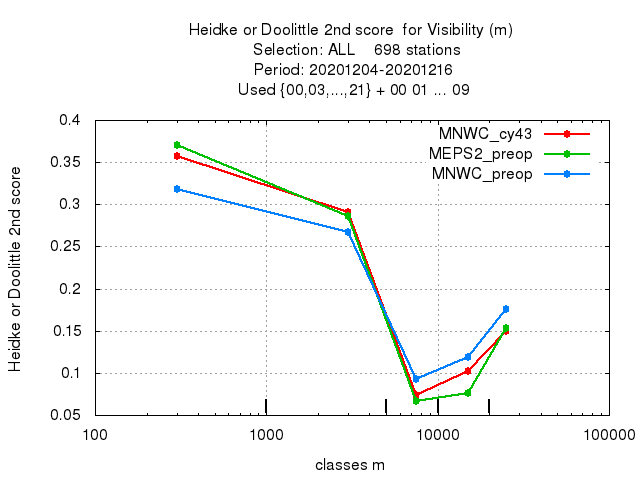 Heidke or Doolittle 2nd score  for Visibility (m)
Selection: ALL    698 stations
Period: 20201204-20201216
Used {00,03,...,21} + 00 01 ... 09
MNWC_cy43
MEPS2_preop
MNWC_preop
Heidke or Doolittle 2nd score
0.4
0.35
0.3
0.25
0.2
0.15
0.1
0.05
100 1000 10000 100000
classes m